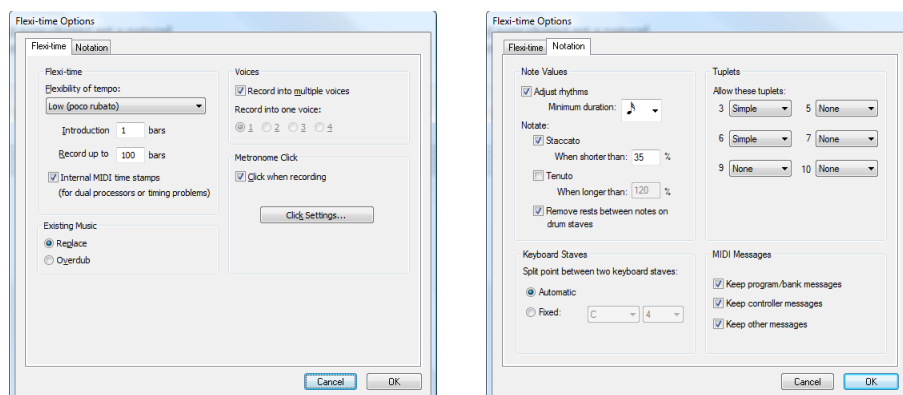 Flexi-time Options
Flexi-time Notation
Flexi-time
Flexibility of tempo:
Low (poco rubato)
Introduction 1 bars
Record up to 100 bars
Internal MIDI time stamps
(for dual processors or timing problems)
Existing Music
Replace
Overdub
Voices
Record into multiple voices
Record into one voice:
1 2 3 4
Metronome Click
Click when recording
Click Settings...
Cancel OK
Flexi-time Options
Flexi-time Notation
Note Values
Adjust rhythms
Minimum duration:
Notate:
Staccato
When shorter than: 35 %
Tenuto
When longer than: 120 %
Remove rests between notes on
drum staves
Keyboard Staves
Split point between two keyboard staves:
Automatic
Fixed: C 4
Tuplets
Allow these tuplets:
3 Simple 5 None
6 Simple 7 None
9 None 10 None
MIDI Messages
Keep program/bank messages
Keep controller messages
Keep other messages
Cancel OK